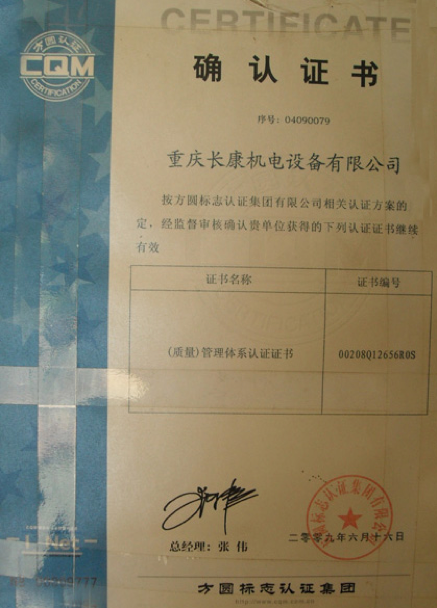 CERTIFICATE
方圆认证
CQM
CERTIFICATION
确认证书
序号: 04090079
重庆长康机电设备有限公司
按方圆标志认证集团有限公司相关认证方案的
定，经监督审核确认贵单位获得的下列认证证书继续
有效
证书名称 证书编号
(质量)管理体系认证证书 00208Q12656R0S
总经理: 张 伟
二零零九年六月十六日
方圆标志认证集团
http://www.cqm.com.cn